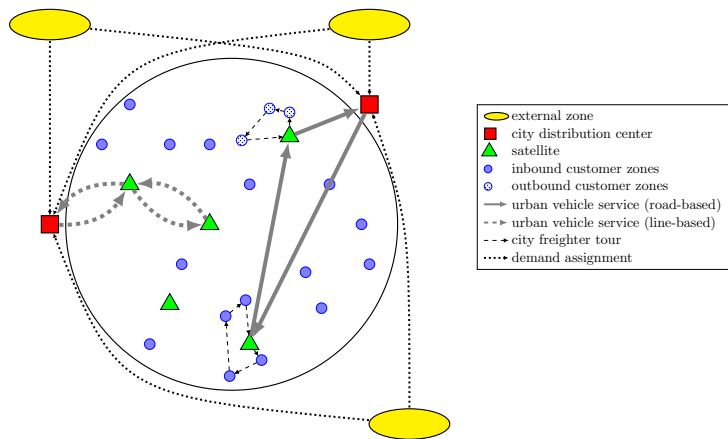 external zone
city distribution center
satellite
inbound customer zones
outbound customer zones
urban vehicle service (road-based)
urban vehicle service (line-based)
city freighter tour
demand assignment